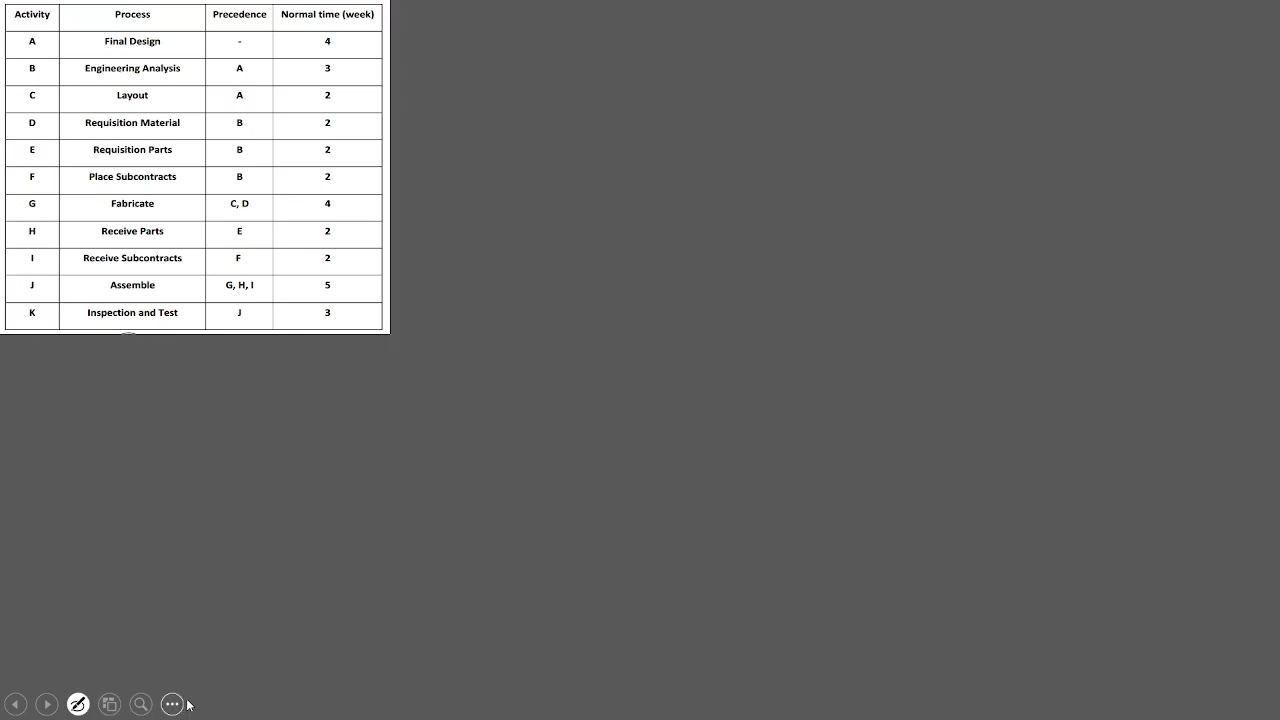 Activity Process Precedence Normal time (week)
A Final Design - 4
B Engineering Analysis A 3
C Layout A 2
D Requisition Material B 2
E Requisition Parts B 2
F Place Subcontracts B 2
G Fabricate C, D 4
H Receive Parts E 2
I Receive Subcontracts F 2
J Assemble G, H, I 5
K Inspection and Test J 3